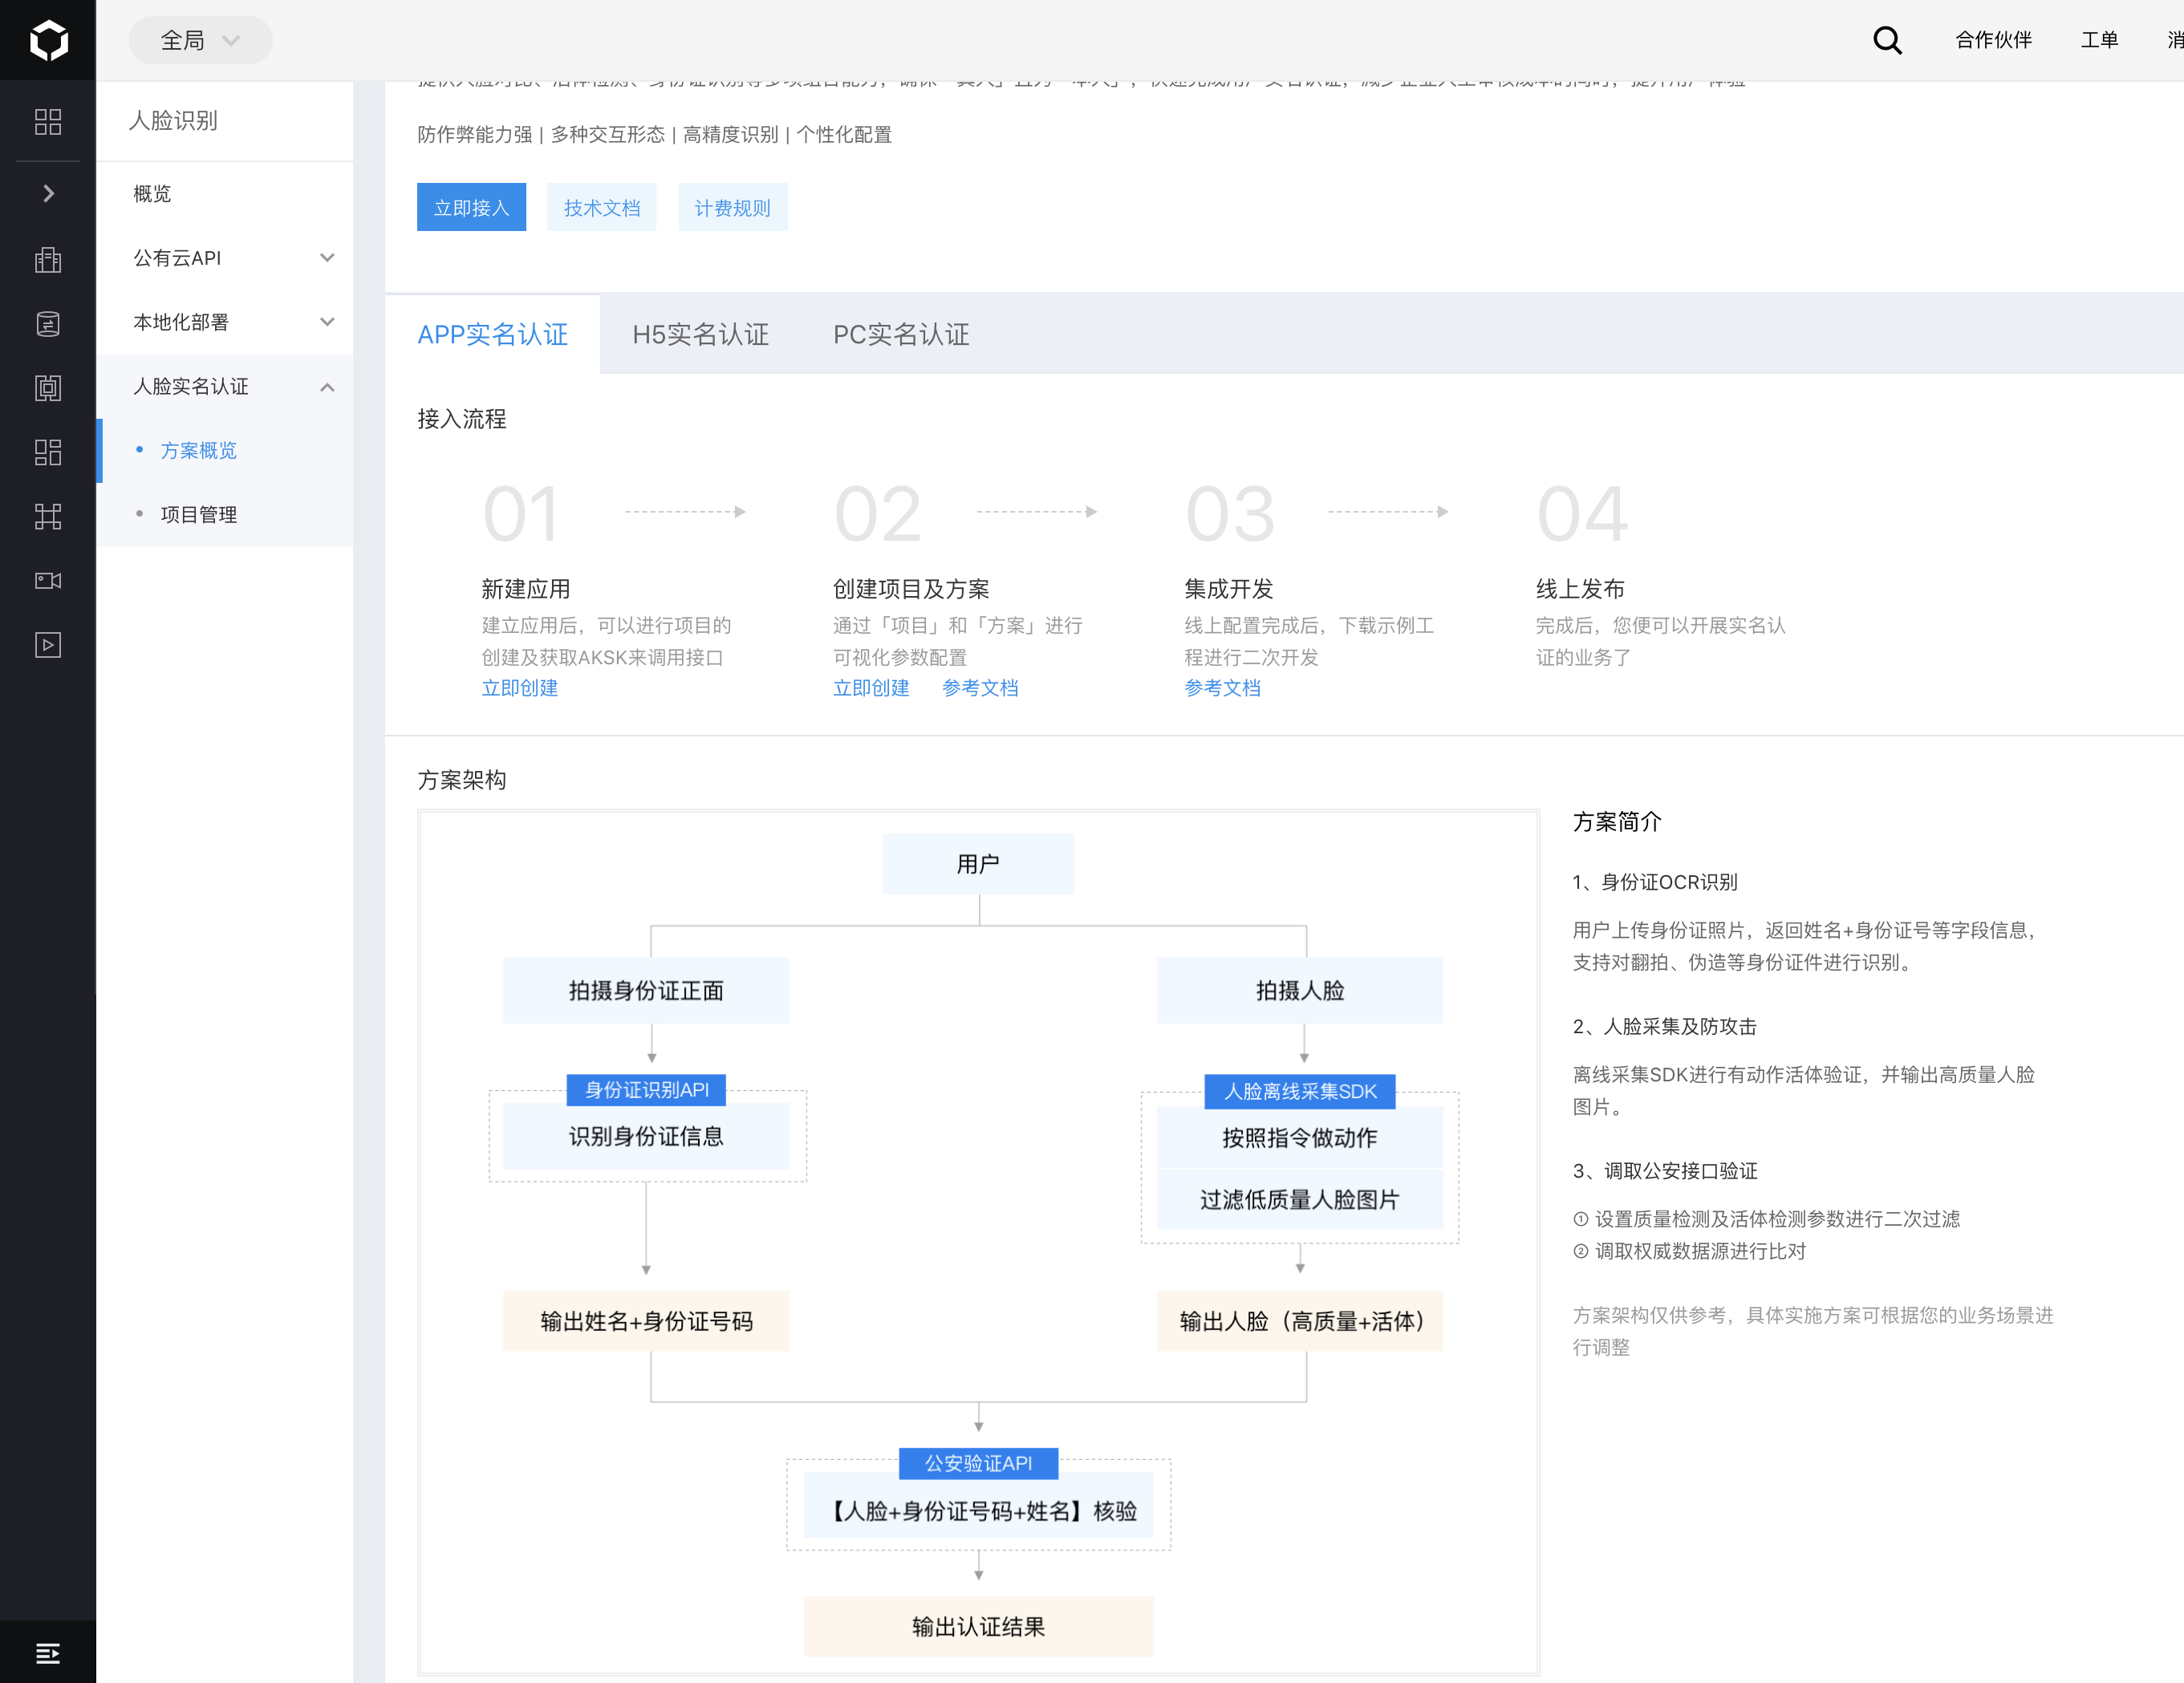 全局
合作伙伴
工单
人脸识别
概览
公有云API
本地化部署
人脸实名认证
方案概览
项目管理
防作弊能力强 | 多种交互形态 | 高精度识别 | 个性化配置
立即接入
技术文档
计费规则
APP实名认证
H5实名认证
PC实名认证
接入流程
01
02
03
04
新建应用
建立应用后，可以进行项目的
创建及获取AKSK来调用接口
立即创建
创建项目及方案
通过「项目」和「方案」进行
可视化参数配置
立即创建 参考文档
集成开发
线上配置完成后，下载示例工
程进行二次开发
参考文档
线上发布
完成后，您便可以开展实名认
证的业务了
方案架构
用户
拍摄身份证正面
拍摄人脸
身份证识别API
识别身份证信息
人脸离线采集SDK
按照指令做动作
过滤低质量人脸图片
输出姓名+身份证号码
输出人脸（高质量+活体）
公安验证API
【人脸+身份证号码+姓名】核验
输出认证结果
方案简介
1、身份证OCR识别
用户上传身份证照片，返回姓名+身份证号等字段信息，
支持对翻拍、伪造等身份证件进行识别。
2、人脸采集及防攻击
离线采集SDK进行有动作活体验证，并输出高质量人脸
图片。
3、调取公安接口验证
① 设置质量检测及活体检测参数进行二次过滤
② 调取权威数据源进行比对
方案架构仅供参考，具体实施方案可根据您的业务场景进
行调整